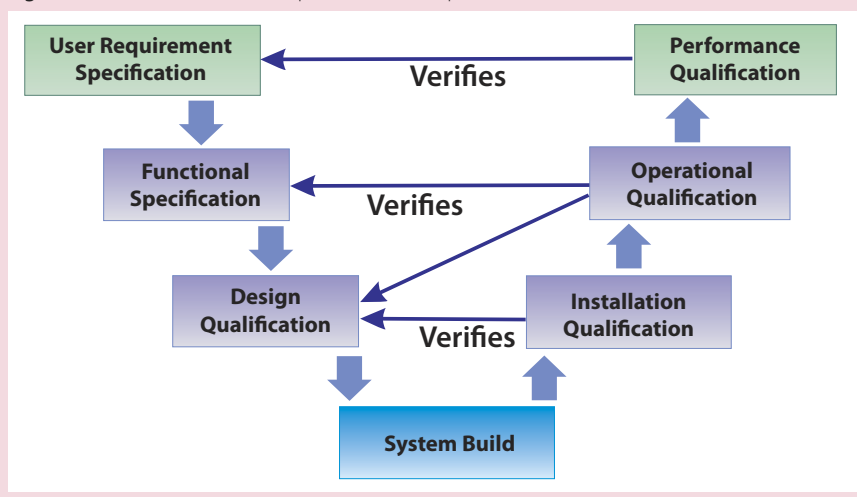 User Requirement
Specification
Performance
Qualification
Verifies
Functional
Specification
Operational
Qualification
Verifies
Design
Qualification
Installation
Qualification
Verifies
System Build